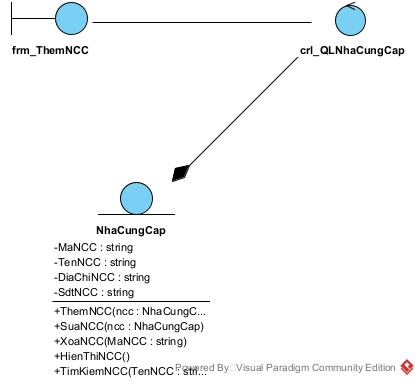 frm_ThemNCC
crl_QLNhaCungCap
NhaCungCap
-MaNCC : string
-TenNCC : string
-DiaChiNCC : string
-SdtNCC : string
+ThemNCC(ncc : NhaCungC...
+SuaNCC(ncc : NhaCungCap)
+XoaNCC(MaNCC : string)
+HienThiNCC()
+TimKiemNCC(TenNCC : stri...
Powered By Visual Paradigm Community Edition